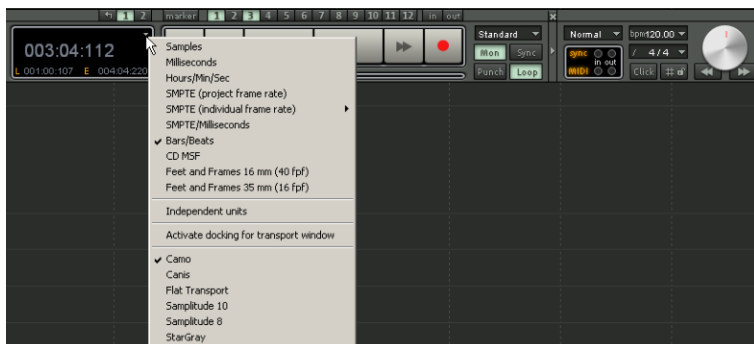 1 2 marker 1 2 3 4 5 6 7 8 9 10 11 12 in out
003:04:112
L 001:00:107 E 004:04:220
Standard
Mon Sync
Punch Loop
Normal bpm120.00
sync in out / 4/4
MIDI Click
Samples
Milliseconds
Hours/Min/Sec
SMPTE (project frame rate)
SMPTE (individual frame rate)
SMPTE/Milliseconds
Bars/Beats
CD MSF
Feet and Frames 16 mm (40 fpf)
Feet and Frames 35 mm (16 fpf)
Independent units
Activate docking for transport window
Camo
Canis
Flat Transport
Samplitude 10
Samplitude 8
StarGray